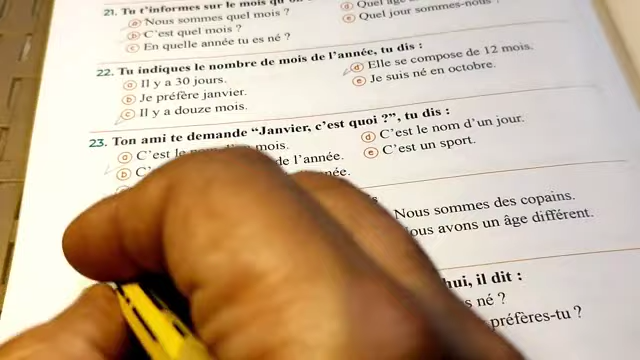 21. Tu t'informes sur le mois
ⓐ Nous sommes quel mois ?
ⓑ C'est quel mois ?
ⓒ En quelle année tu es né ?
ⓓ Quel âge
ⓔ Quel jour sommes-nous ?
22. Tu indiques le nombre de mois de l'année, tu dis :
ⓐ Il y a 30 jours.
ⓑ Je préfère janvier.
ⓒ Il y a douze mois.
ⓓ Elle se compose de 12 mois.
ⓔ Je suis né en octobre.
23. Ton ami te demande “Janvier, c'est quoi ?”, tu dis :
ⓐ C'est le mois.
ⓑ C' de l'année.
ⓓ C'est le nom d'un jour.
ⓔ C'est un sport.
Nous sommes des copains.
ous avons un âge différent.
hui, il dit :
s né ?
préfères-tu ?